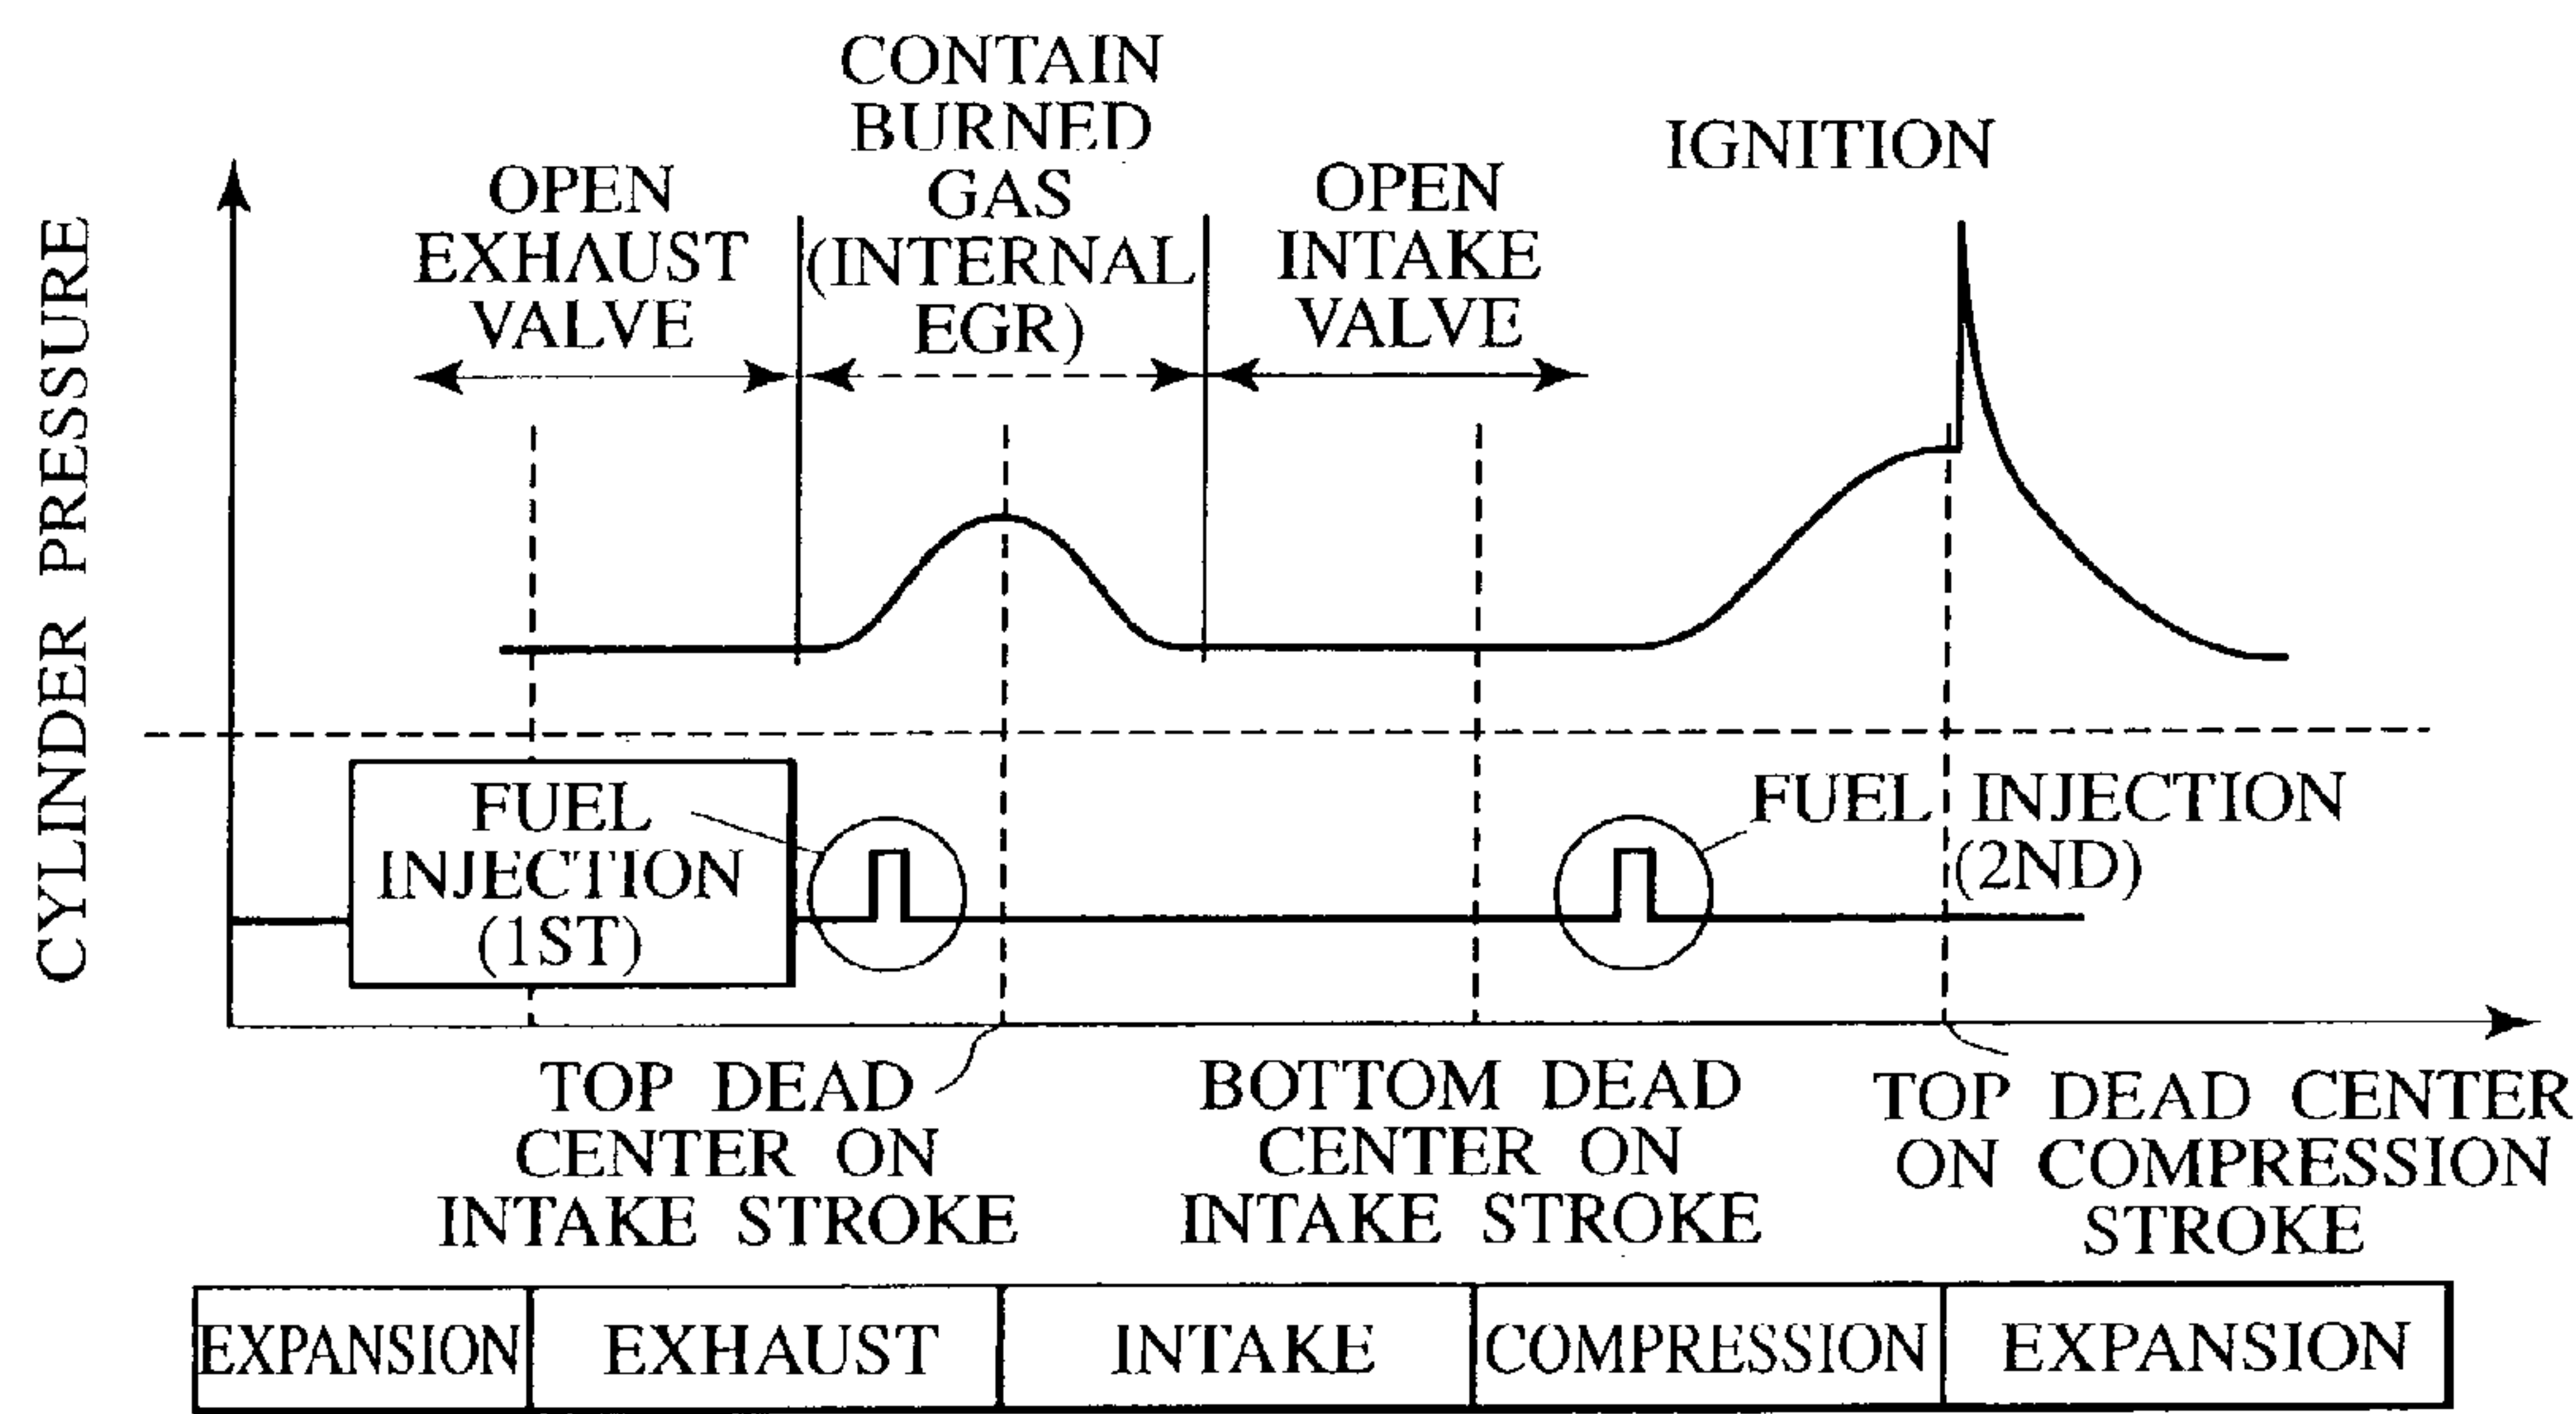 CONTAIN
BURNED
GAS
(INTERNAL
EGR)
OPEN
EXHAUST
VALVE
OPEN
INTAKE
VALVE
IGNITION
CYLINDER PRESSURE
FUEL
INJECTION
(1ST)
FUEL INJECTION
(2ND)
TOP DEAD
CENTER ON
INTAKE STROKE
BOTTOM DEAD
CENTER ON
INTAKE STROKE
TOP DEAD CENTER
ON COMPRESSION
STROKE
EXPANSION EXHAUST INTAKE COMPRESSION EXPANSION